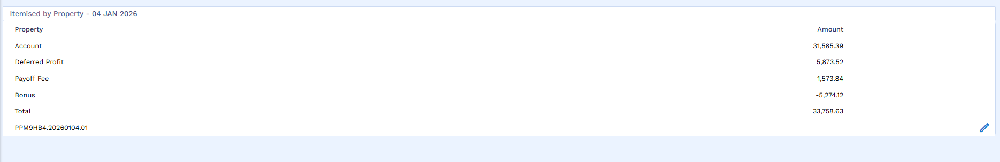 Itemised by Property - 04 JAN 2026
Property Amount
Account 31,585.39
Deferred Profit 5,873.52
Payoff Fee 1,573.84
Bonus -5,274.12
Total 33,758.63
PPM9HB4.20260104.01